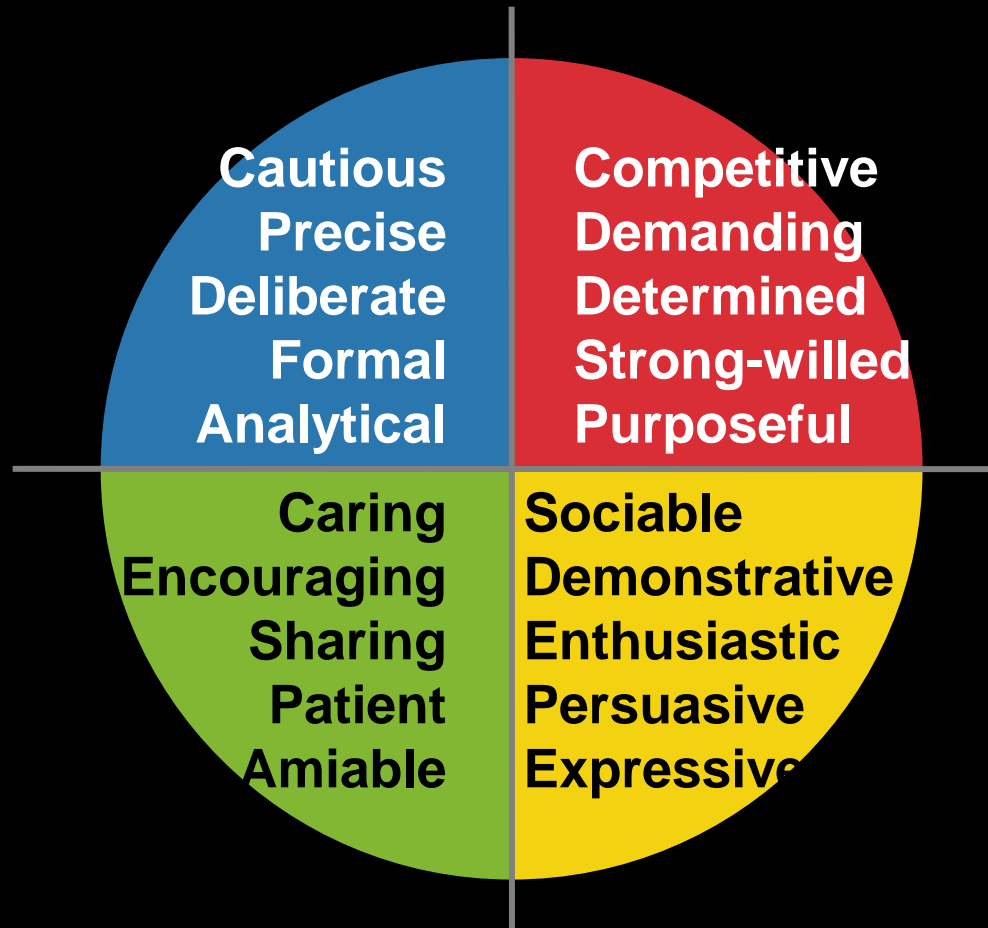 Cautious
Precise
Deliberate
Formal
Analytical
Competitive
Demanding
Determined
Strong-willed
Purposeful
Caring
Encouraging
Sharing
Patient
Amiable
Sociable
Demonstrative
Enthusiastic
Persuasive
Expressive